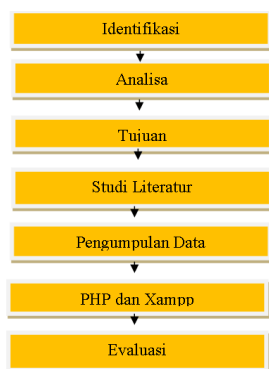 Identifikasi
Analisa
Tujuan
Studi Literatur
Pengumpulan Data
PHP dan Xampp
Evaluasi